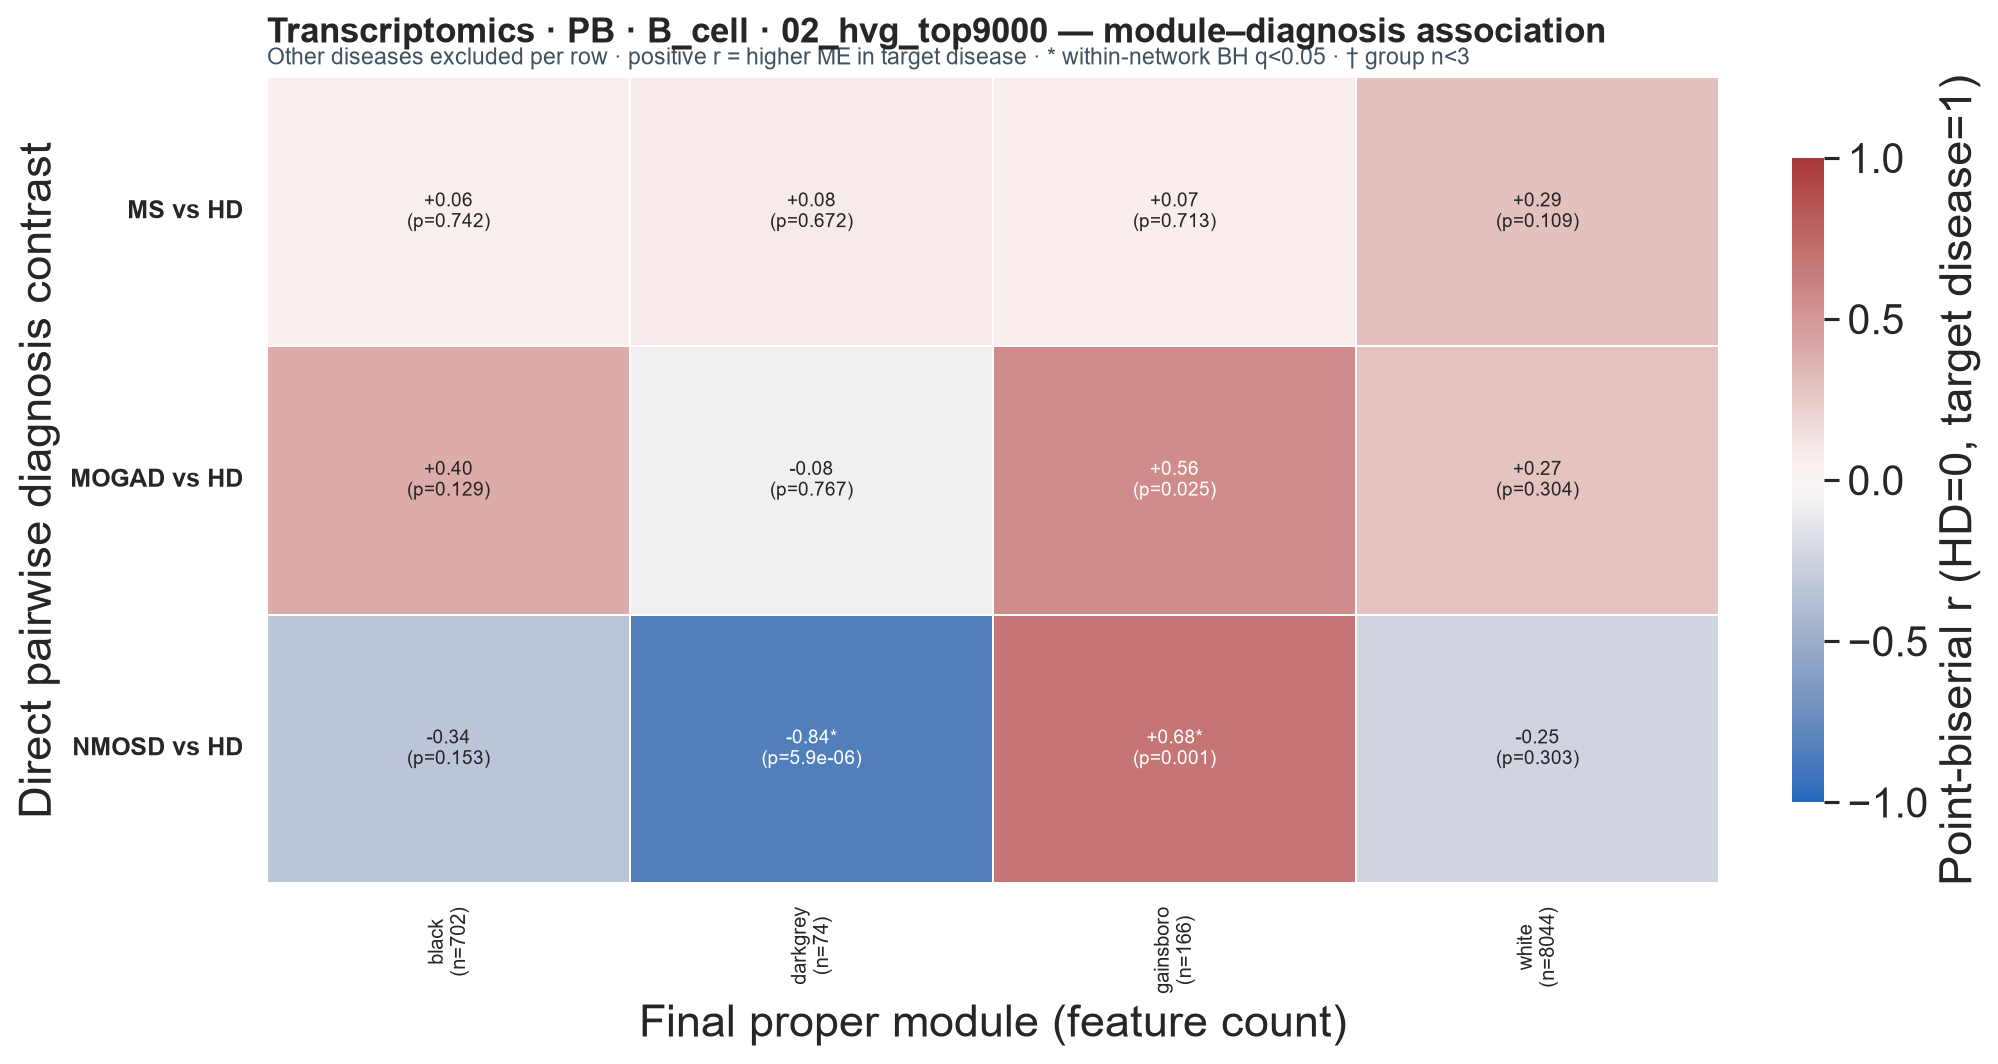 Transcriptomics · PB · B_cell · 02_hvg_top9000 — module–diagnosis association
Other diseases excluded per row · positive r = higher ME in target disease · * within-network BH q<0.05 · † group n<3
Direct pairwise diagnosis contrast
MS vs HD
+0.06
(p=0.742)
+0.08
(p=0.672)
+0.07
(p=0.713)
+0.29
(p=0.109)
MOGAD vs HD
+0.40
(p=0.129)
-0.08
(p=0.767)
+0.56
(p=0.025)
+0.27
(p=0.304)
NMOSD vs HD
-0.34
(p=0.153)
-0.84*
(p=5.9e-06)
+0.68*
(p=0.001)
-0.25
(p=0.303)
black
(n=702)
darkgrey
(n=74)
gainsboro
(n=166)
white
(n=8044)
Final proper module (feature count)
1.0
0.5
0.0
−0.5
−1.0
Point-biserial r (HD=0, target disease=1)